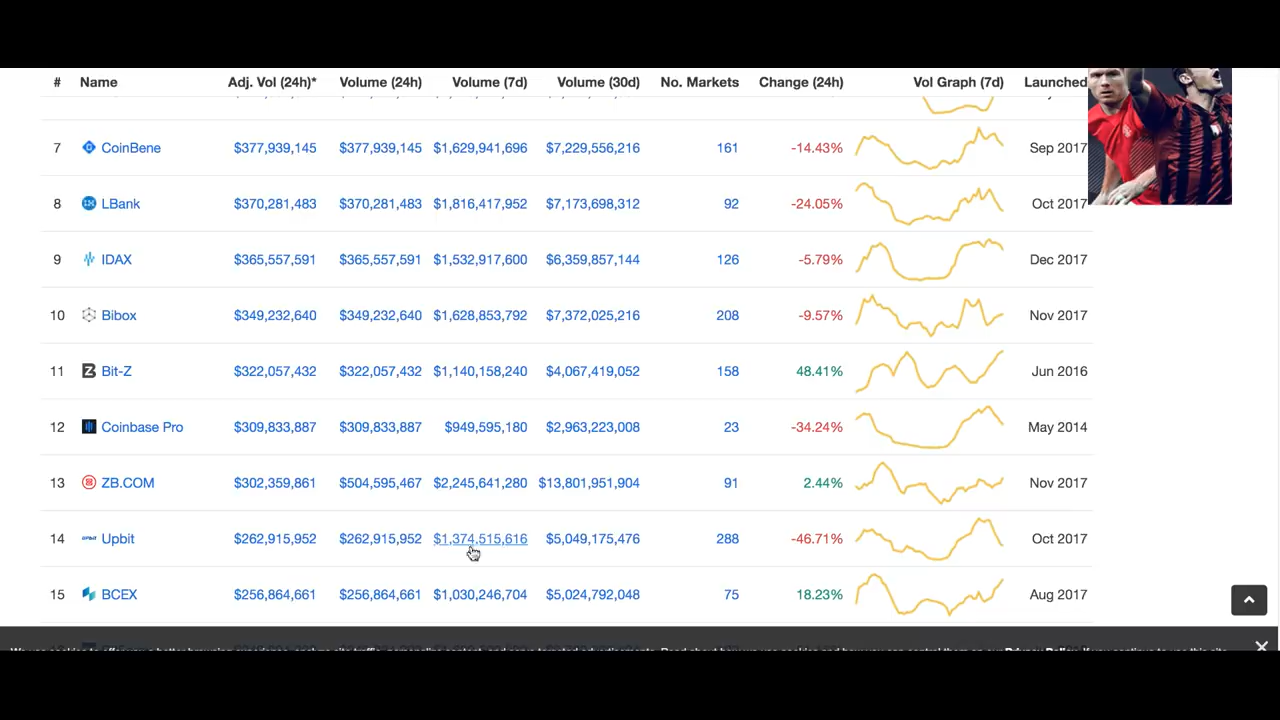 # Name Adj. Vol (24h)* Volume (24h) Volume (7d) Volume (30d) No. Markets Change (24h) Vol Graph (7d) Launched
7 CoinBene $377,939,145 $377,939,145 $1,629,941,696 $7,229,556,216 161 -14.43% Sep 2017
8 LBank $370,281,483 $370,281,483 $1,816,417,952 $7,173,698,312 92 -24.05% Oct 2017
9 IDAX $365,557,591 $365,557,591 $1,532,917,600 $6,359,857,144 126 -5.79% Dec 2017
10 Bibox $349,232,640 $349,232,640 $1,628,853,792 $7,372,025,216 208 -9.57% Nov 2017
11 Bit-Z $322,057,432 $322,057,432 $1,140,158,240 $4,067,419,052 158 48.41% Jun 2016
12 Coinbase Pro $309,833,887 $309,833,887 $949,595,180 $2,963,223,008 23 -34.24% May 2014
13 ZB.COM $302,359,861 $504,595,467 $2,245,641,280 $13,801,951,904 91 2.44% Nov 2017
14 Upbit $262,915,952 $262,915,952 $1,374,515,616 $5,049,175,476 288 -46.71% Oct 2017
15 BCEX $256,864,661 $256,864,661 $1,030,246,704 $5,024,792,048 75 18.23% Aug 2017